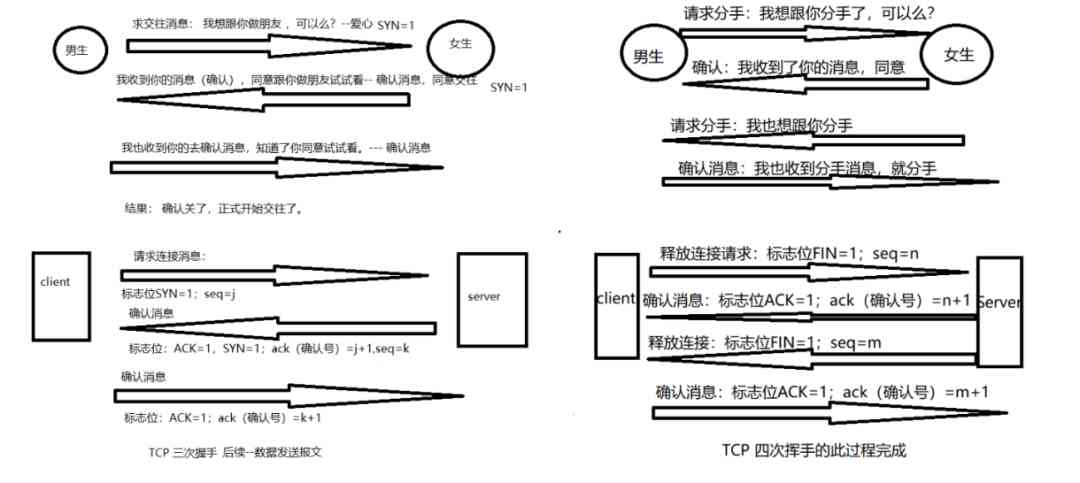 求交往消息： 我想跟你做朋友 ，可以么？--爱心 SYN=1
男生
女生
我收到你的消息（确认），同意跟你做朋友试试看-- 确认消息，同意交往
SYN=1
我也收到你的去确认消息，知道了你同意试试看。--- 确认消息
结果： 确认关了，正式开始交往了。
请求连接消息：
client
标志位SYN=1；seq=j
server
确认消息
标志位：ACK=1，SYN=1；ack（确认号）=j+1,seq=k
确认消息
标志位：ACK=1；ack（确认号）=k+1
TCP 三次握手 后续--数据发送报文
请求分手：我想跟你分手了，可以么？
男生
女生
确认：我收到了你的消息，同意
请求分手：我也想跟你分手
确认消息：我也收到分手消息，就分手
释放连接请求：标志位FIN=1；seq=n
client
确认消息：标志位ACK=1；ack（确认号）=n+1
Server
释放连接：标志位FIN=1；seq=m
确认消息：标志位ACK=1；ack（确认号）=m+1
TCP 四次挥手的此过程完成